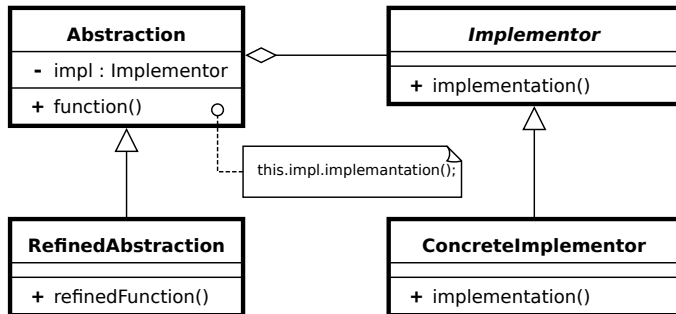 Abstraction
- impl : Implementor
+ function()
Implementor
+ implementation()
this.impl.implemantation();
RefinedAbstraction
+ refinedFunction()
ConcreteImplementor
+ implementation()